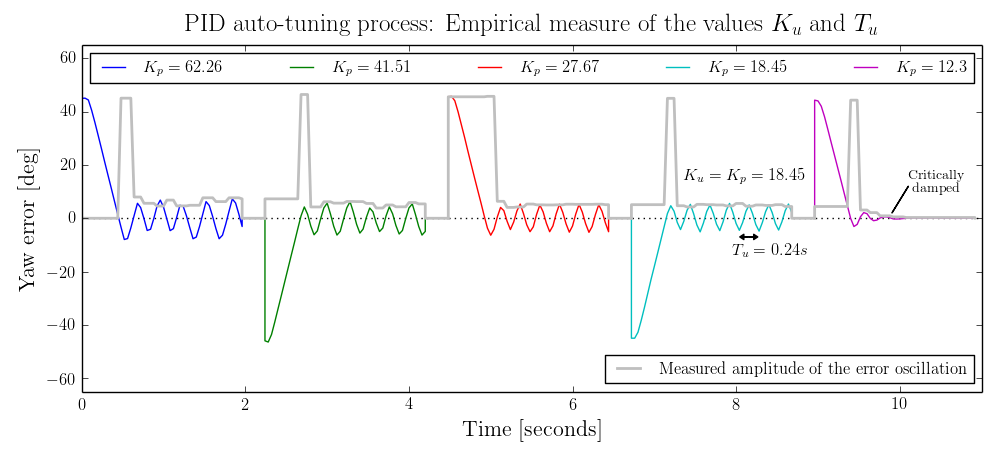 PID auto-tuning process: Empirical measure of the values K_u and T_u
K_p = 62.26 K_p = 41.51 K_p = 27.67 K_p = 18.45 K_p = 12.3
Yaw error [deg]
60
40
20
0
−20
−40
−60
K_u = K_p = 18.45
T_u = 0.24s
Critically
damped
Measured amplitude of the error oscillation
0 2 4 6 8 10
Time [seconds]